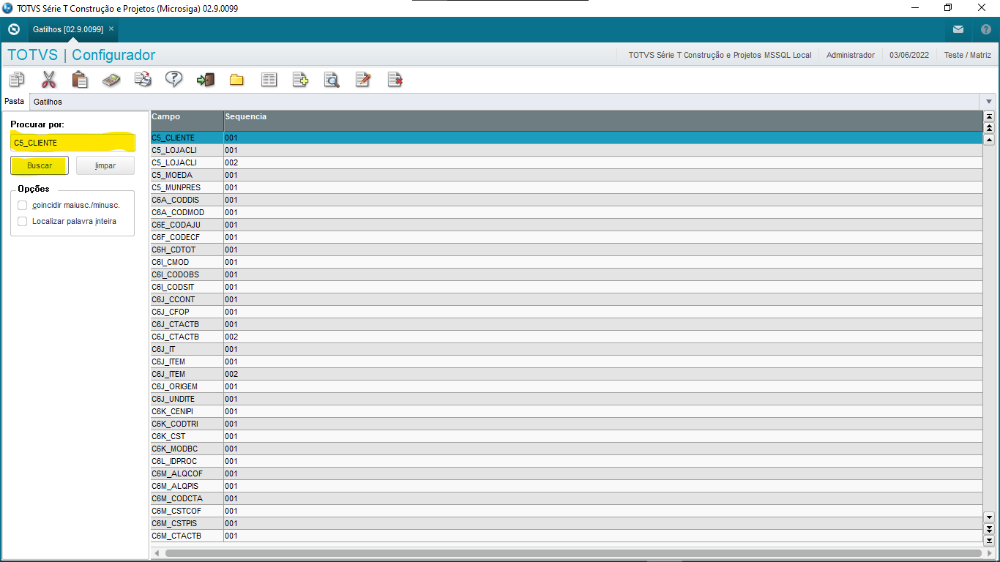 TOTVS Série T Construção e Projetos (Microsiga) 02.9.0099
Gatilhos [02.9.0099]
TOTVS | Configurador
TOTVS Série T Construção e Projetos MSSQL Local Administrador 03/06/2022 Teste / Matriz
Pasta Gatilhos
Procurar por:
C5_CLIENTE
Buscar limpar
Opções
coincidir maiusc./minusc.
Localizar palavra inteira
Campo Sequencia
C5_CLIENTE 001
C5_LOJACLI 001
C5_LOJACLI 002
C5_MOEDA 001
C5_MUNPRES 001
C6A_CODDIS 001
C6A_CODMOD 001
C6E_CODAJU 001
C6F_CODECF 001
C6H_CDTOT 001
C6I_CMOD 001
C6I_CODOBS 001
C6I_CODSIT 001
C6J_CCONT 001
C6J_CFOP 001
C6J_CTACTB 001
C6J_CTACTB 002
C6J_IT 001
C6J_ITEM 001
C6J_ITEM 002
C6J_ORIGEM 001
C6J_UNDITE 001
C6K_CENIPI 001
C6K_CODTRI 001
C6K_CST 001
C6K_MODBC 001
C6L_IDPROC 001
C6M_ALQCOF 001
C6M_ALQPIS 001
C6M_CODCTA 001
C6M_CSTCOF 001
C6M_CSTPIS 001
C6M_CTACTB 001